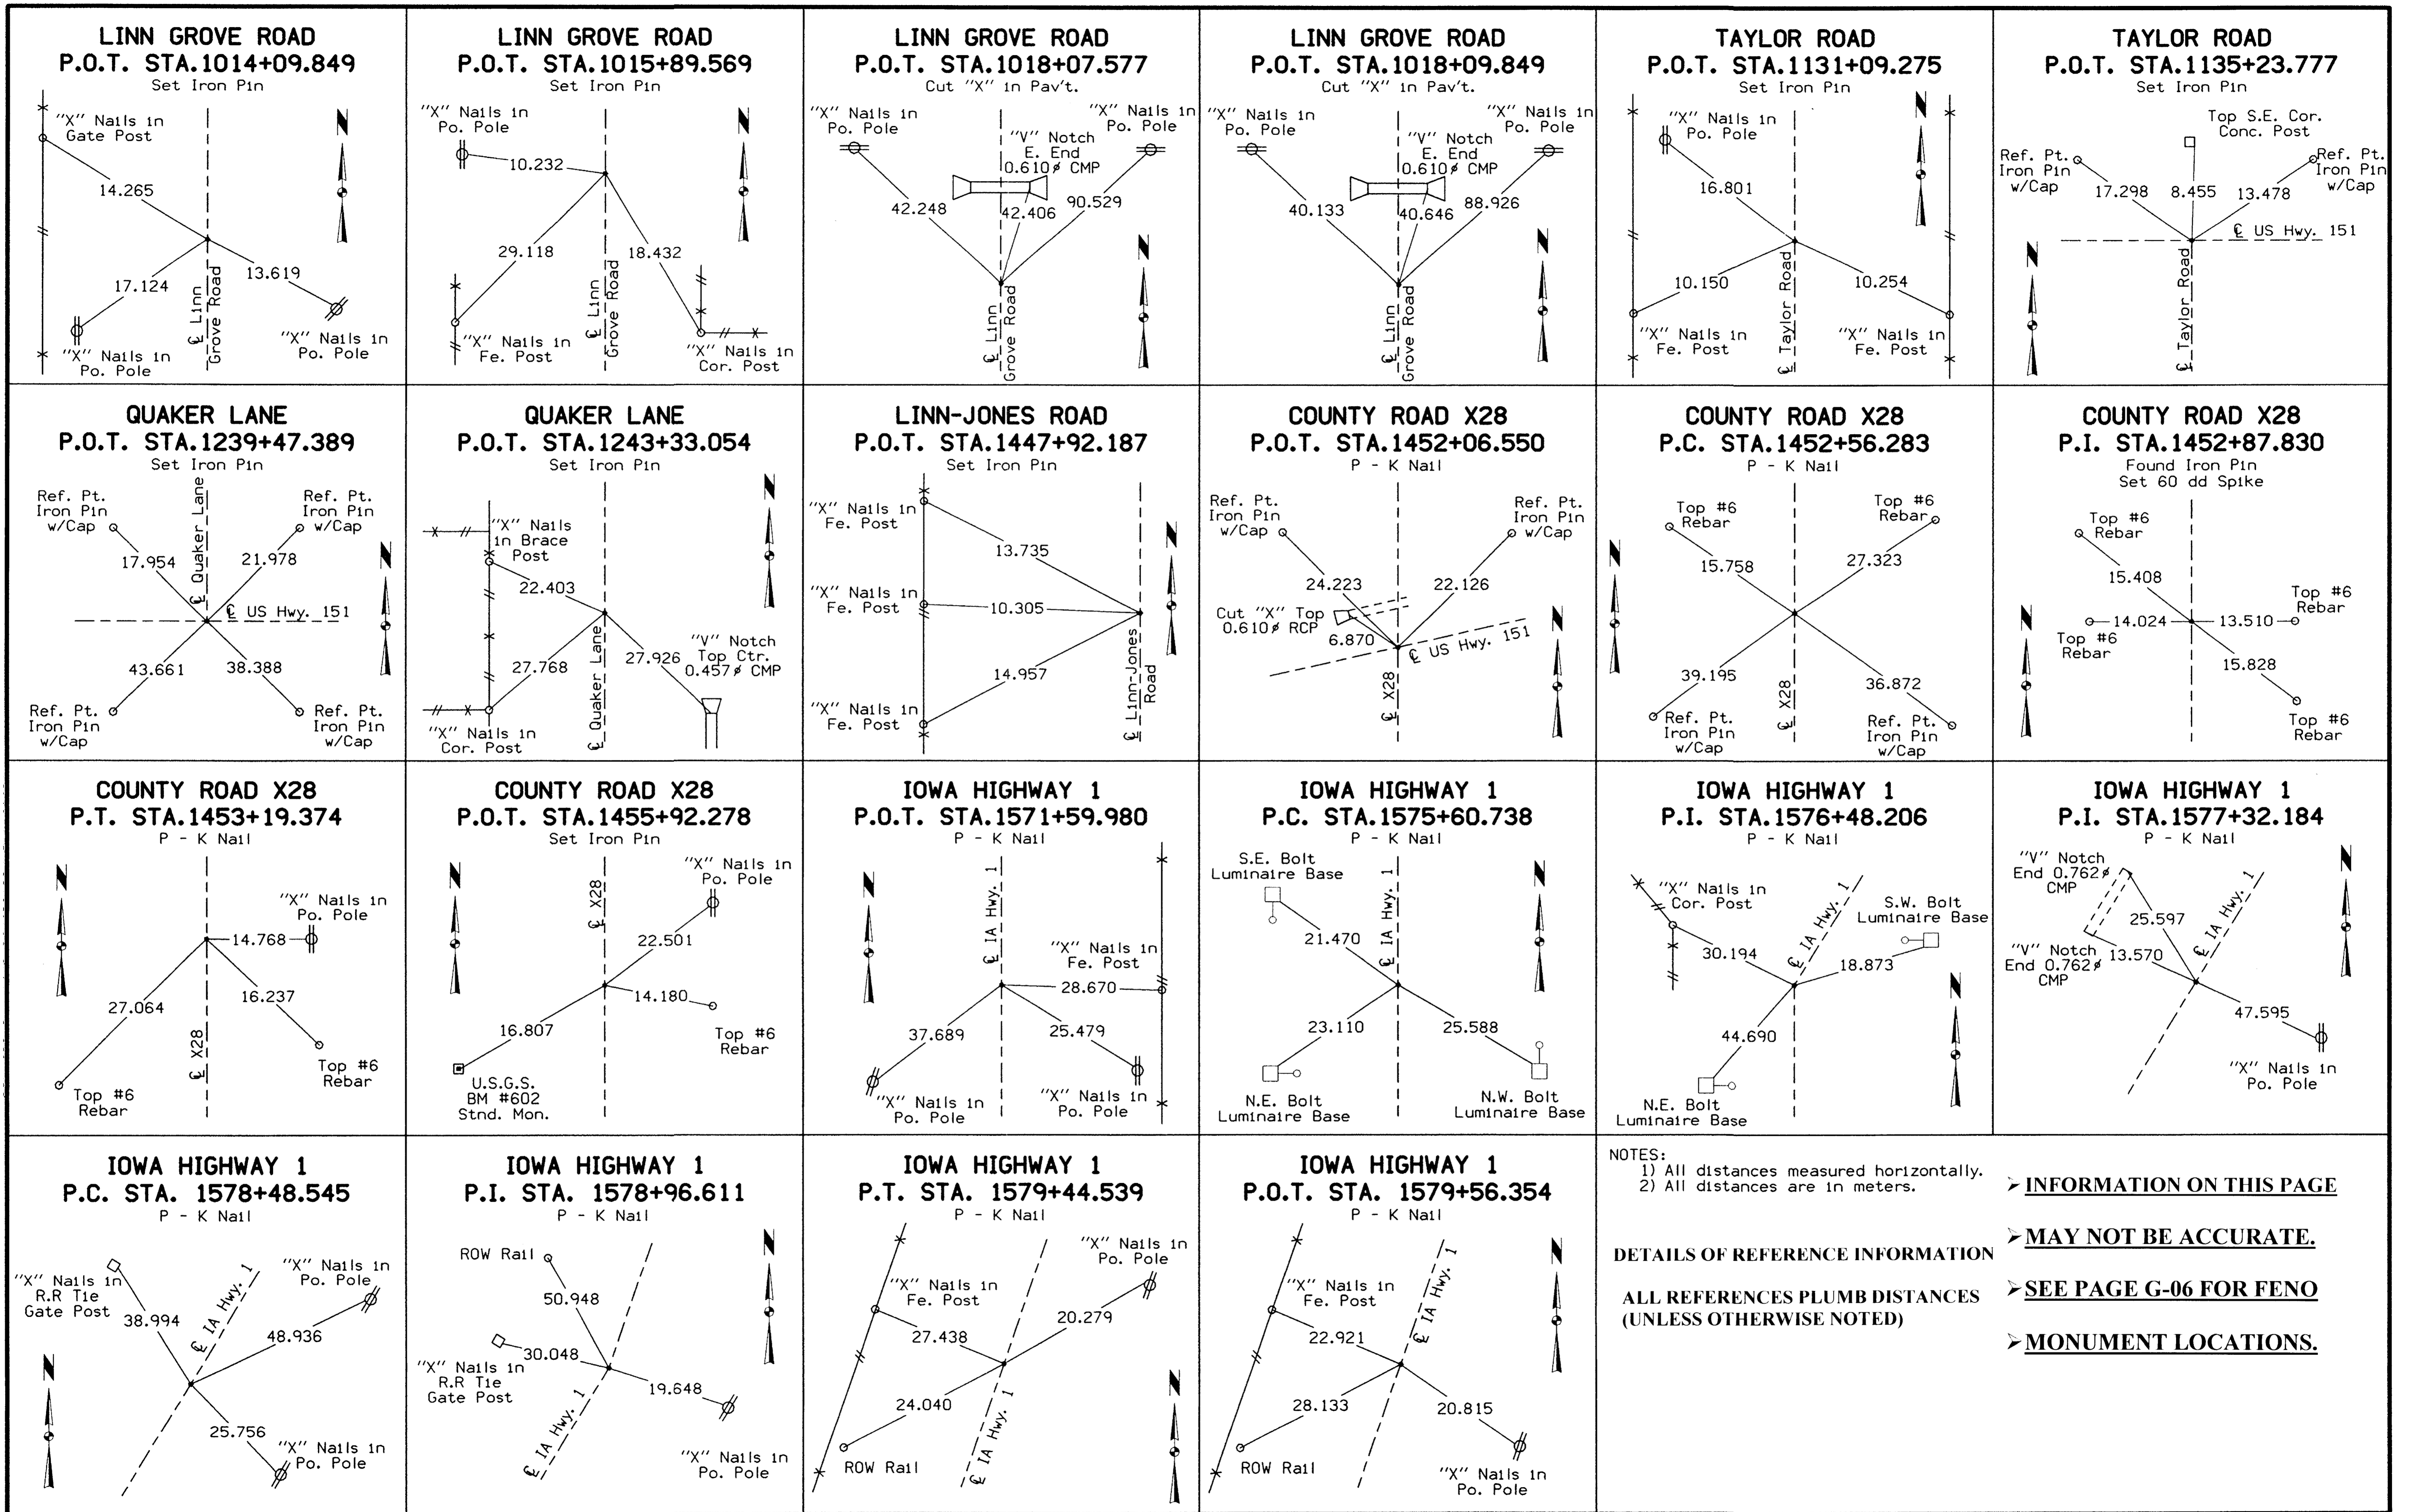 LINN GROVE ROAD
P.O.T. STA.1014+09.849
Set Iron Pin
"X" Nails in
Gate Post
14.265
17.124
13.619
℄ Linn
Grove Road
"X" Nails in
Po. Pole
"X" Nails in
Po. Pole
N
LINN GROVE ROAD
P.O.T. STA.1015+89.569
Set Iron Pin
"X" Nails in
Po. Pole
N
10.232
29.118
18.432
℄ Linn
Grove Road
"X" Nails in
Fe. Post
"X" Nails in
Cor. Post
LINN GROVE ROAD
P.O.T. STA.1018+07.577
Cut "X" in Pav't.
"X" Nails in
Po. Pole
"X" Nails in
Po. Pole
"V" Notch
E. End
0.610ø CMP
42.248
42.406
90.529
N
℄ Linn
Grove Road
LINN GROVE ROAD
P.O.T. STA.1018+09.849
Cut "X" in Pav't.
"X" Nails in
Po. Pole
"X" Nails in
Po. Pole
"V" Notch
E. End
0.610ø CMP
40.133
40.646
88.926
N
℄ Linn
Grove Road
TAYLOR ROAD
P.O.T. STA.1131+09.275
Set Iron Pin
"X" Nails in
Po. Pole
N
16.801
10.150
10.254
℄ Taylor Road
"X" Nails in
Fe. Post
"X" Nails in
Fe. Post
TAYLOR ROAD
P.O.T. STA.1135+23.777
Set Iron Pin
Top S.E. Cor.
Conc. Post
Ref. Pt.
Iron Pin
w/Cap
Ref. Pt.
Iron Pin
w/Cap
17.298
8.455
13.478
℄ US Hwy. 151
N
℄ Taylor Road
QUAKER LANE
P.O.T. STA.1239+47.389
Set Iron Pin
Ref. Pt.
Iron Pin
w/Cap
℄ Quaker Lane
Ref. Pt.
Iron Pin
w/Cap
17.954
21.978
N
℄ US Hwy. 151
43.661
38.388
Ref. Pt.
Iron Pin
w/Cap
Ref. Pt.
Iron Pin
w/Cap
QUAKER LANE
P.O.T. STA.1243+33.054
Set Iron Pin
N
"X" Nails
in Brace
Post
22.403
27.768
27.926
"V" Notch
Top Ctr.
0.457ø CMP
℄ Quaker Lane
"X" Nails in
Cor. Post
LINN-JONES ROAD
P.O.T. STA.1447+92.187
Set Iron Pin
"X" Nails in
Fe. Post
N
13.735
"X" Nails in
Fe. Post
10.305
14.957
"X" Nails in
Fe. Post
℄ Linn-Jones
Road
COUNTY ROAD X28
P.O.T. STA.1452+06.550
P - K Nail
Ref. Pt.
Iron Pin
w/Cap
Ref. Pt.
Iron Pin
w/Cap
24.223
22.126
Cut "X" Top
0.610ø RCP
6.870
℄ US Hwy. 151
N
℄ X28
COUNTY ROAD X28
P.C. STA.1452+56.283
P - K Nail
Top #6
Rebar
Top #6
Rebar
N
15.758
27.323
39.195
36.872
℄ X28
Ref. Pt.
Iron Pin
w/Cap
Ref. Pt.
Iron Pin
w/Cap
COUNTY ROAD X28
P.I. STA.1452+87.830
Found Iron Pin
Set 60 dd Spike
Top #6
Rebar
15.408
14.024
13.510
Top #6
Rebar
Top #6
Rebar
N
15.828
Top #6
Rebar
COUNTY ROAD X28
P.T. STA.1453+19.374
P - K Nail
N
"X" Nails in
Po. Pole
14.768
27.064
16.237
℄ X28
Top #6
Rebar
Top #6
Rebar
COUNTY ROAD X28
P.O.T. STA.1455+92.278
Set Iron Pin
N
℄ X28
"X" Nails in
Po. Pole
22.501
14.180
16.807
Top #6
Rebar
U.S.G.S.
BM #602
Stnd. Mon.
IOWA HIGHWAY 1
P.O.T. STA.1571+59.980
P - K Nail
N
℄ IA Hwy. 1
"X" Nails in
Fe. Post
28.670
37.689
25.479
"X" Nails in
Po. Pole
"X" Nails in
Po. Pole
IOWA HIGHWAY 1
P.C. STA.1575+60.738
P - K Nail
S.E. Bolt
Luminaire Base
℄ IA Hwy. 1
N
21.470
23.110
25.588
N.E. Bolt
Luminaire Base
N.W. Bolt
Luminaire Base
IOWA HIGHWAY 1
P.I. STA.1576+48.206
P - K Nail
"X" Nails in
Cor. Post
℄ IA Hwy. 1
S.W. Bolt
Luminaire Base
30.194
18.873
N
44.690
N.E. Bolt
Luminaire Base
IOWA HIGHWAY 1
P.I. STA.1577+32.184
P - K Nail
"V" Notch
End 0.762ø
CMP
N
25.597
℄ IA Hwy. 1
"V" Notch
End 0.762ø
CMP
13.570
47.595
"X" Nails in
Po. Pole
IOWA HIGHWAY 1
P.C. STA. 1578+48.545
P - K Nail
"X" Nails in
R.R Tie
Gate Post
℄ IA Hwy. 1
"X" Nails in
Po. Pole
38.994
48.936
N
25.756
"X" Nails in
Po. Pole
IOWA HIGHWAY 1
P.I. STA. 1578+96.611
P - K Nail
ROW Rail
N
50.948
30.048
"X" Nails in
R.R Tie
Gate Post
19.648
℄ IA Hwy. 1
"X" Nails in
Po. Pole
IOWA HIGHWAY 1
P.T. STA. 1579+44.539
P - K Nail
"X" Nails in
Po. Pole
"X" Nails in
Fe. Post
27.438
20.279
24.040
N
℄ IA Hwy. 1
ROW Rail
IOWA HIGHWAY 1
P.O.T. STA. 1579+56.354
P - K Nail
N
℄ IA Hwy. 1
"X" Nails in
Fe. Post
22.921
28.133
20.815
ROW Rail
"X" Nails in
Po. Pole
NOTES:
1) All distances measured horizontally.
2) All distances are in meters.
DETAILS OF REFERENCE INFORMATION
ALL REFERENCES PLUMB DISTANCES
(UNLESS OTHERWISE NOTED)
➢ INFORMATION ON THIS PAGE
➢ MAY NOT BE ACCURATE.
➢ SEE PAGE G-06 FOR FENO
➢ MONUMENT LOCATIONS.